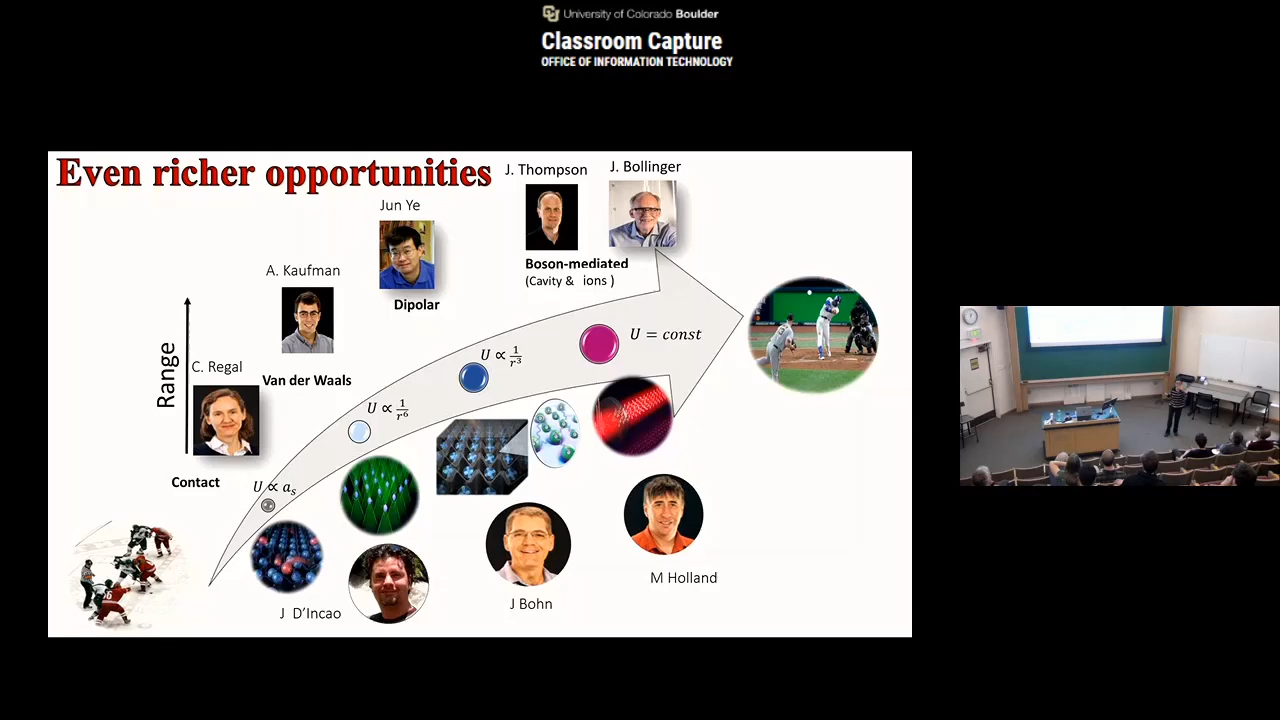 University of Colorado Boulder
Classroom Capture
OFFICE OF INFORMATION TECHNOLOGY
Even richer opportunities
J. Thompson
J. Bollinger
Jun Ye
A. Kaufman
Boson-mediated
(Cavity & ions )
Dipolar
Range
C. Regal
Van der Waals
U = const
U ∝ 1/r³
U ∝ 1/r⁶
Contact
U ∝ aₛ
J D'Incao
J Bohn
M Holland